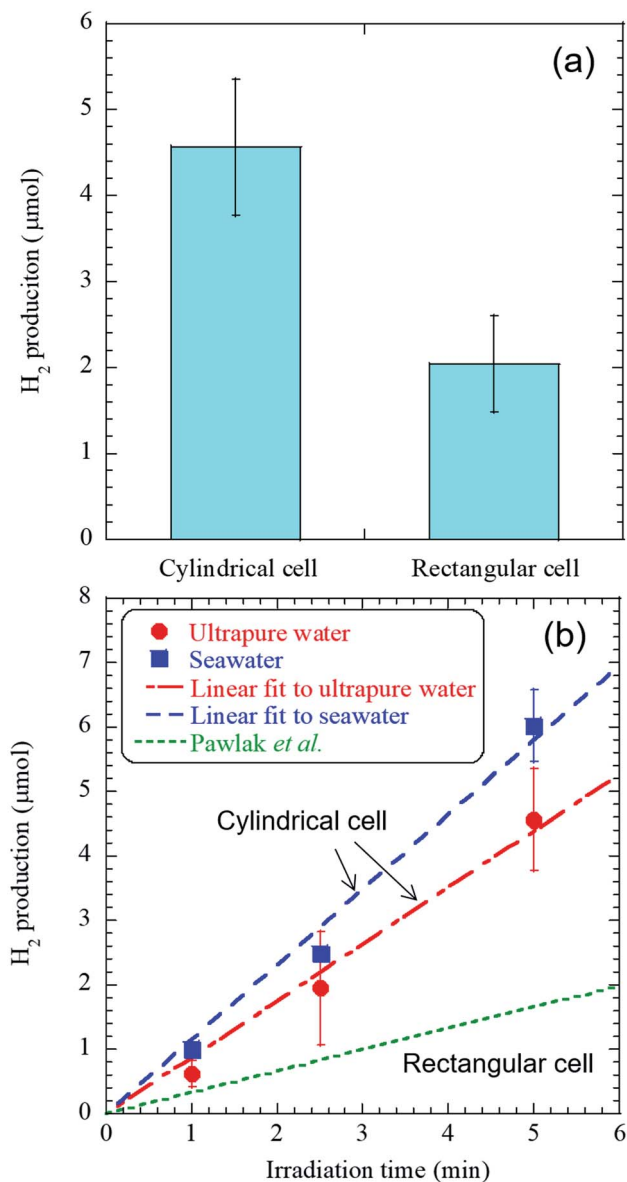 (a)
6
5
4
3
2
1
0
H2 produciton (μmol)
Cylindrical cell
Rectangular cell
(b)
8
7
6
5
4
3
2
1
0
H2 production (μmol)
Ultrapure water
Seawater
Linear fit to ultrapure water
Linear fit to seawater
Pawlak et al.
Cylindrical cell
Rectangular cell
0 1 2 3 4 5 6
Irradiation time (min)